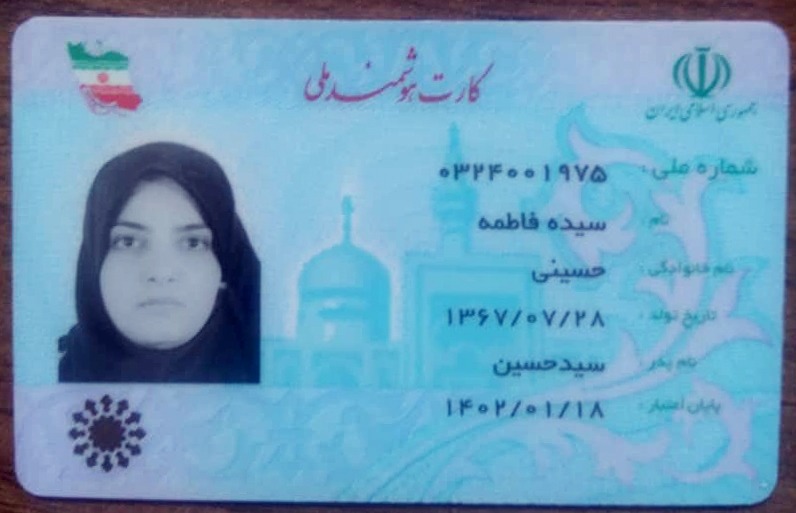 کارت هوشمند ملی
جمهوری اسلامی ایران
شماره ملی: ۰۳۲۴۰۰۱۹۷۵
نام: سیده فاطمه
نام خانوادگی: حسینی
تاریخ تولد: ۱۳۶۷/۰۷/۲۸
نام پدر: سیدحسین
پایان اعتبار: ۱۴۰۲/۰۱/۱۸